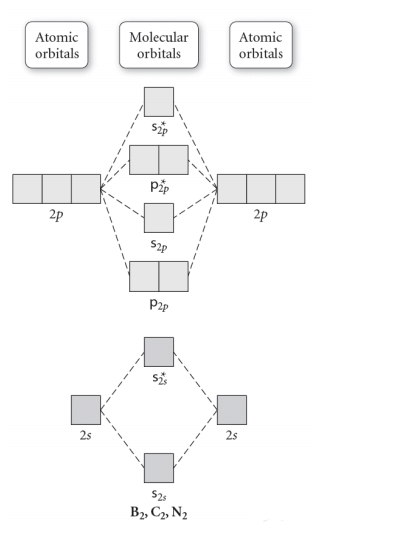 Atomic
orbitals
Molecular
orbitals
Atomic
orbitals
s*2p
p*2p
2p
2p
s2p
p2p
s*2s
2s
2s
s2s
B2, C2, N2